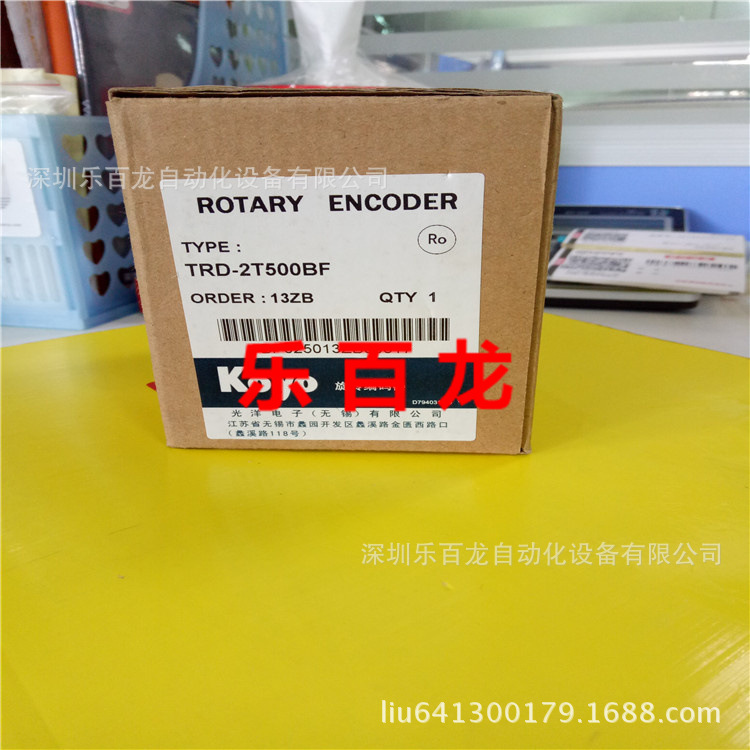 深圳乐百龙自动化设备有限公司
ROTARY ENCODER
Ro
TYPE :
TRD-2T500BF
ORDER : 13ZB QTY 1
乐百龙
Koyo
光洋电子(无锡)有限公司
江苏省无锡市蠡园开发区蠡溪路金匮西路口
(蠡溪路118号)
深圳乐百龙自动化设备有限公司
liu641300179.1688.com